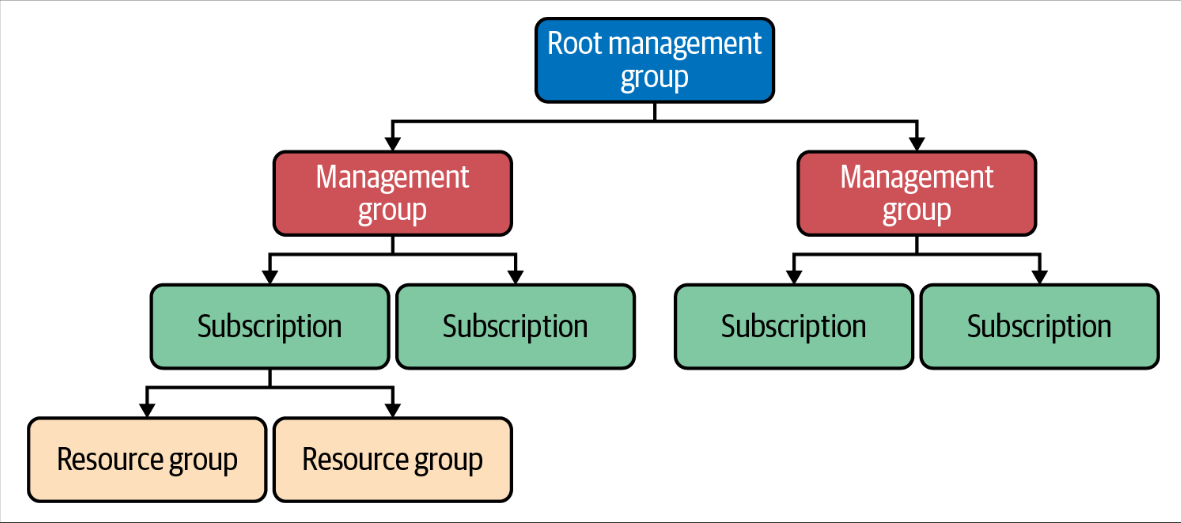 Root management
group
Management
group
Management
group
Subscription
Subscription
Subscription
Subscription
Resource group
Resource group